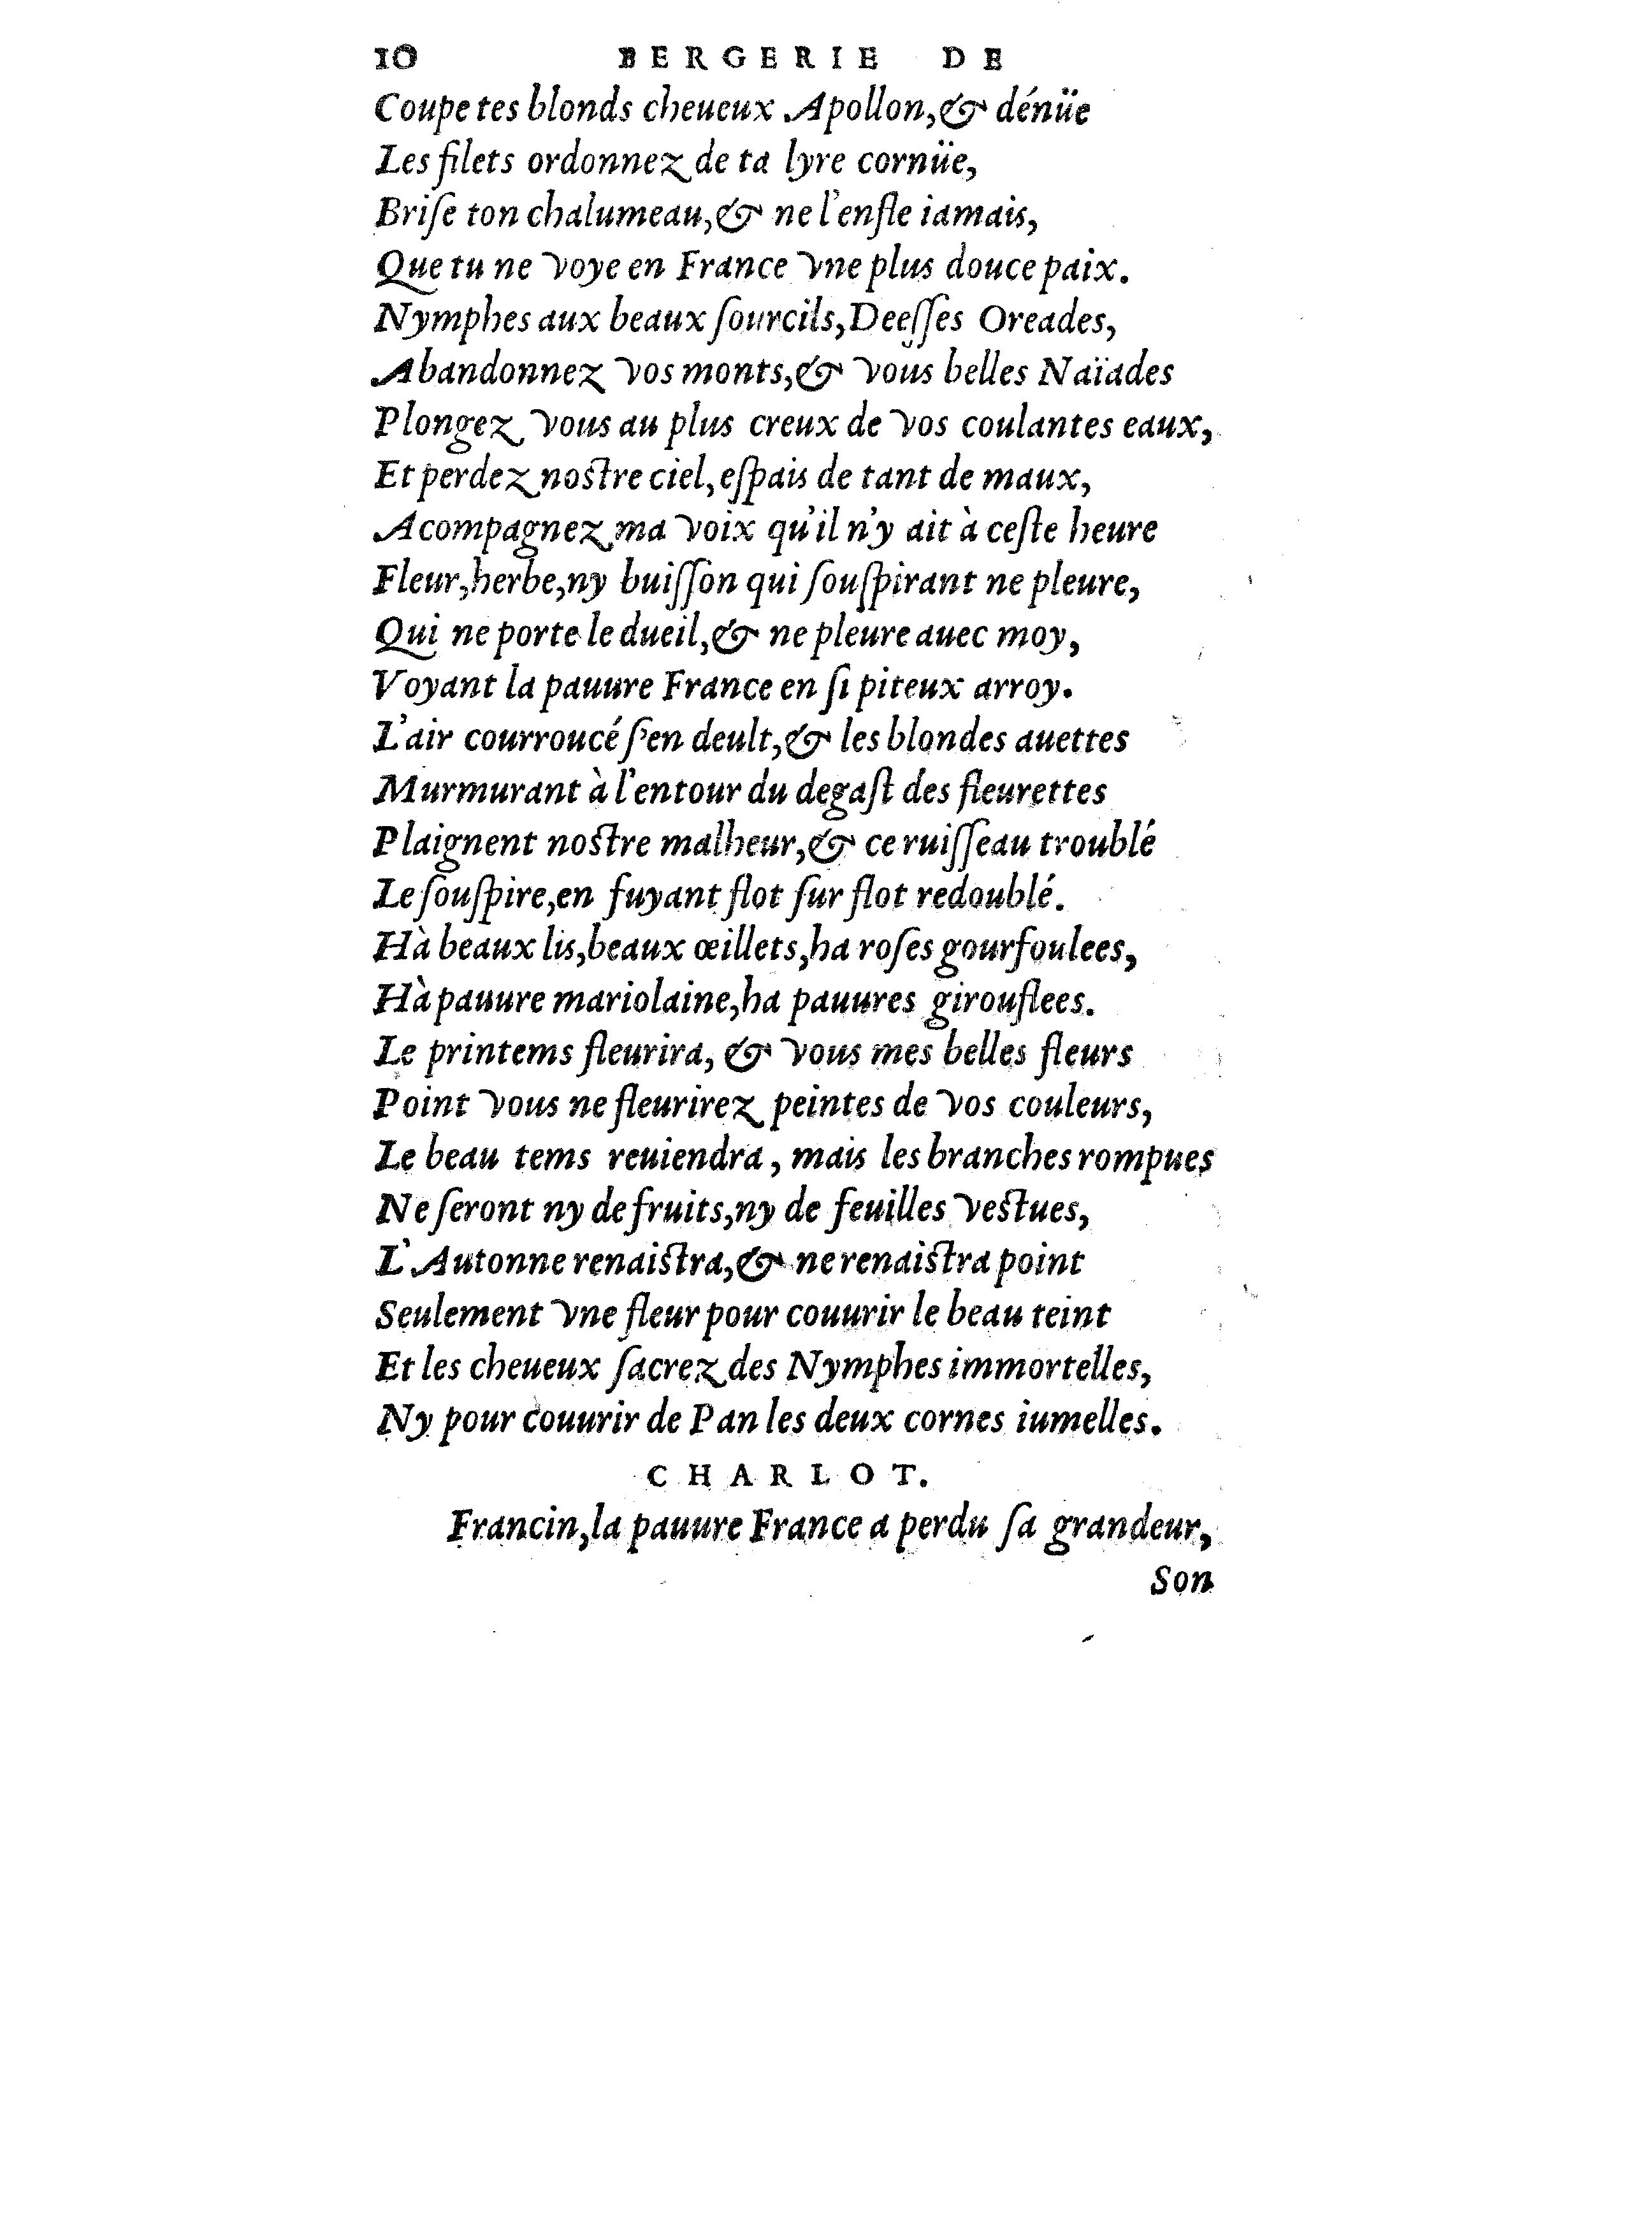 10 BERGERIE DE
Coupe tes blonds cheueux Apollon, & dénüe
Les filets ordonnez de ta lyre cornüe,
Briſe ton chalumeau, & ne l'enfle iamais,
Que tu ne voye en France vne plus douce paix.
Nymphes aux beaux ſourcils, Deeſſes Oreades,
Abandonnez vos monts, & vous belles Naïades
Plongez vous au plus creux de vos coulantes eaux,
Et perdez noſtre ciel, eſpais de tant de maux,
Acompagnez ma voix qu'il n'y ait à ceſte heure
Fleur, herbe, ny buiſſon qui ſouſpirant ne pleure,
Qui ne porte le dueil, & ne pleure auec moy,
Voyant la pauure France en ſi piteux arroy.
L'air courroucé ſ'en deult, & les blondes auettes
Murmurant à l'entour du degaſt des fleurettes
Plaignent noſtre malheur, & ce ruiſſeau troublé
Le ſouſpire, en fuyant flot ſur flot redoublé.
Hà beaux lis, beaux œillets, ha roſes gourfoulees,
Hà pauure mariolaine, ha pauures girouflees.
Le printems fleurira, & vous mes belles fleurs
Point vous ne fleurirez peintes de vos couleurs,
Le beau tems reuiendra, mais les branches rompues
Ne ſeront ny de fruits, ny de feuilles veſtues,
L'Autonne renaiſtra, & ne renaiſtra point
Seulement vne fleur pour couurir le beau teint
Et les cheueux ſacrez des Nymphes immortelles,
Ny pour couurir de Pan les deux cornes iumelles.
CHARLOT.
Francin, la pauure France a perdu ſa grandeur,
Son